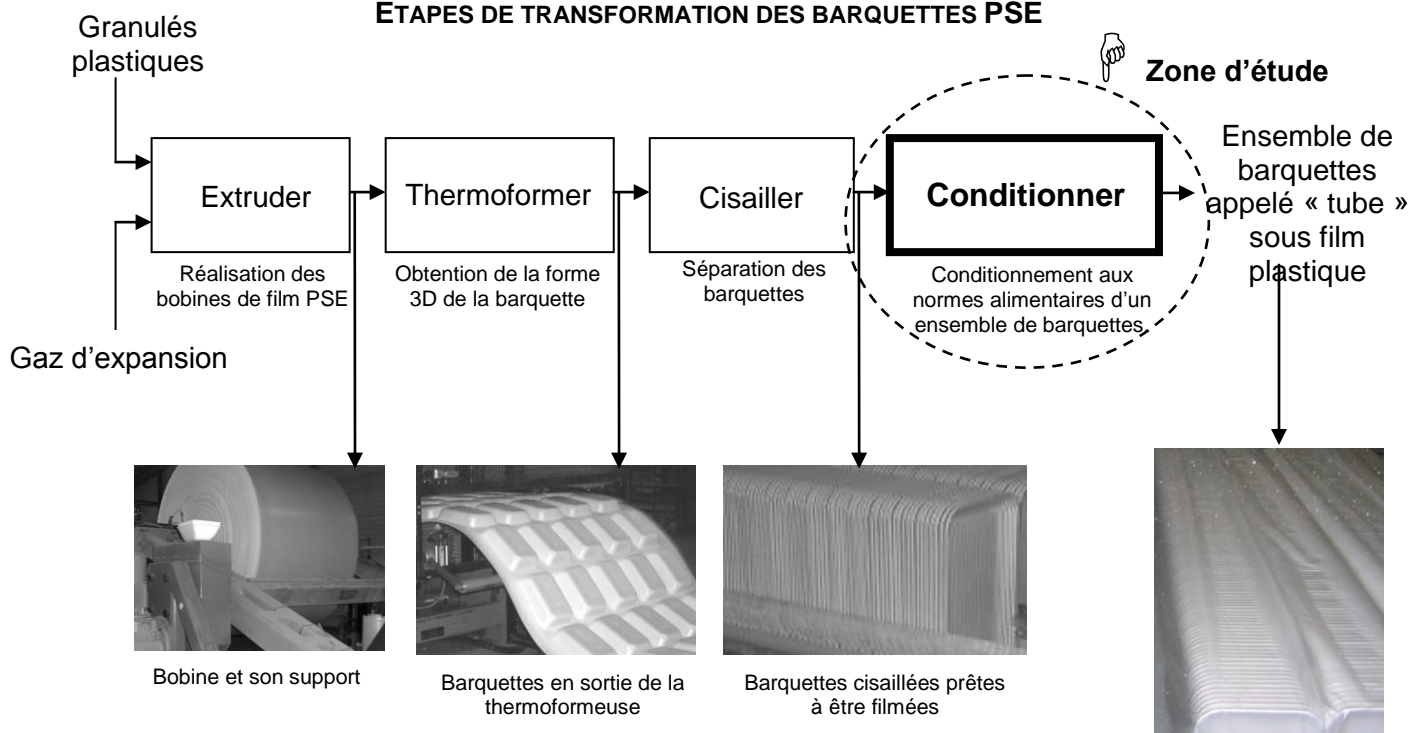 ETAPES DE TRANSFORMATION DES BARQUETTES PSE
Granulés
plastiques
Zone d'étude
Extruder
Thermoformer
Cisailler
Conditionner
Ensemble de
barquettes
appelé « tube »
sous film
plastique
Réalisation des
bobines de film PSE
Obtention de la forme
3D de la barquette
Séparation des
barquettes
Conditionnement aux
normes alimentaires d'un
ensemble de barquettes
Gaz d'expansion
Bobine et son support
Barquettes en sortie de la
thermoformeuse
Barquettes cisaillées prêtes
à être filmées